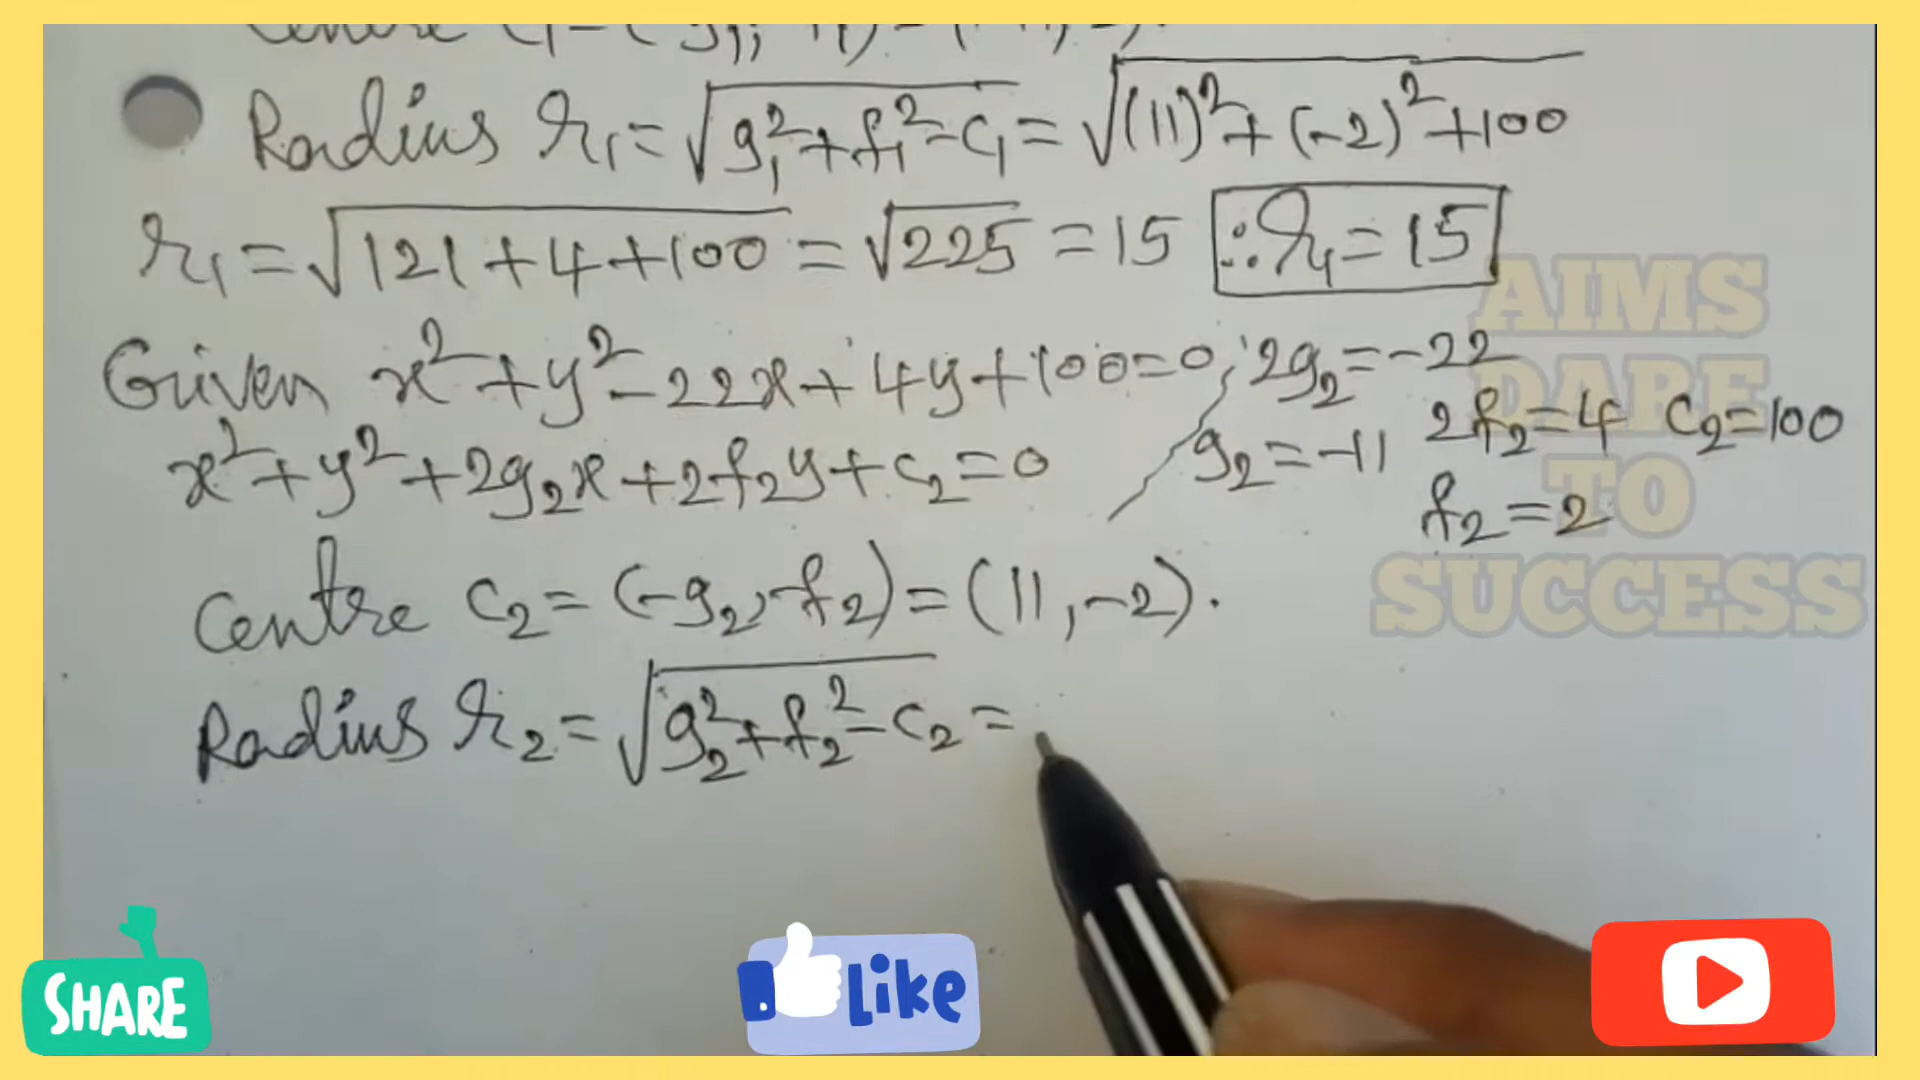 Radius r₁ = √g₁² + f₁² - c₁ = √(11)² + (-2)² + 100
r₁ = √121 + 4 + 100 = √225 = 15 ∴ r₁ = 15
Given x² + y² - 22x + 4y + 100 = 0, 2g₂ = -22
x² + y² + 2g₂x + 2f₂y + c₂ = 0 g₂ = -11 2f₂ = 4 c₂ = 100
f₂ = 2
Centre c₂ = (-g₂, -f₂) = (11, -2).
Radius r₂ = √g₂² + f₂² - c₂ =
AIMS
DARE
TO
SUCCESS
SHARE
Like